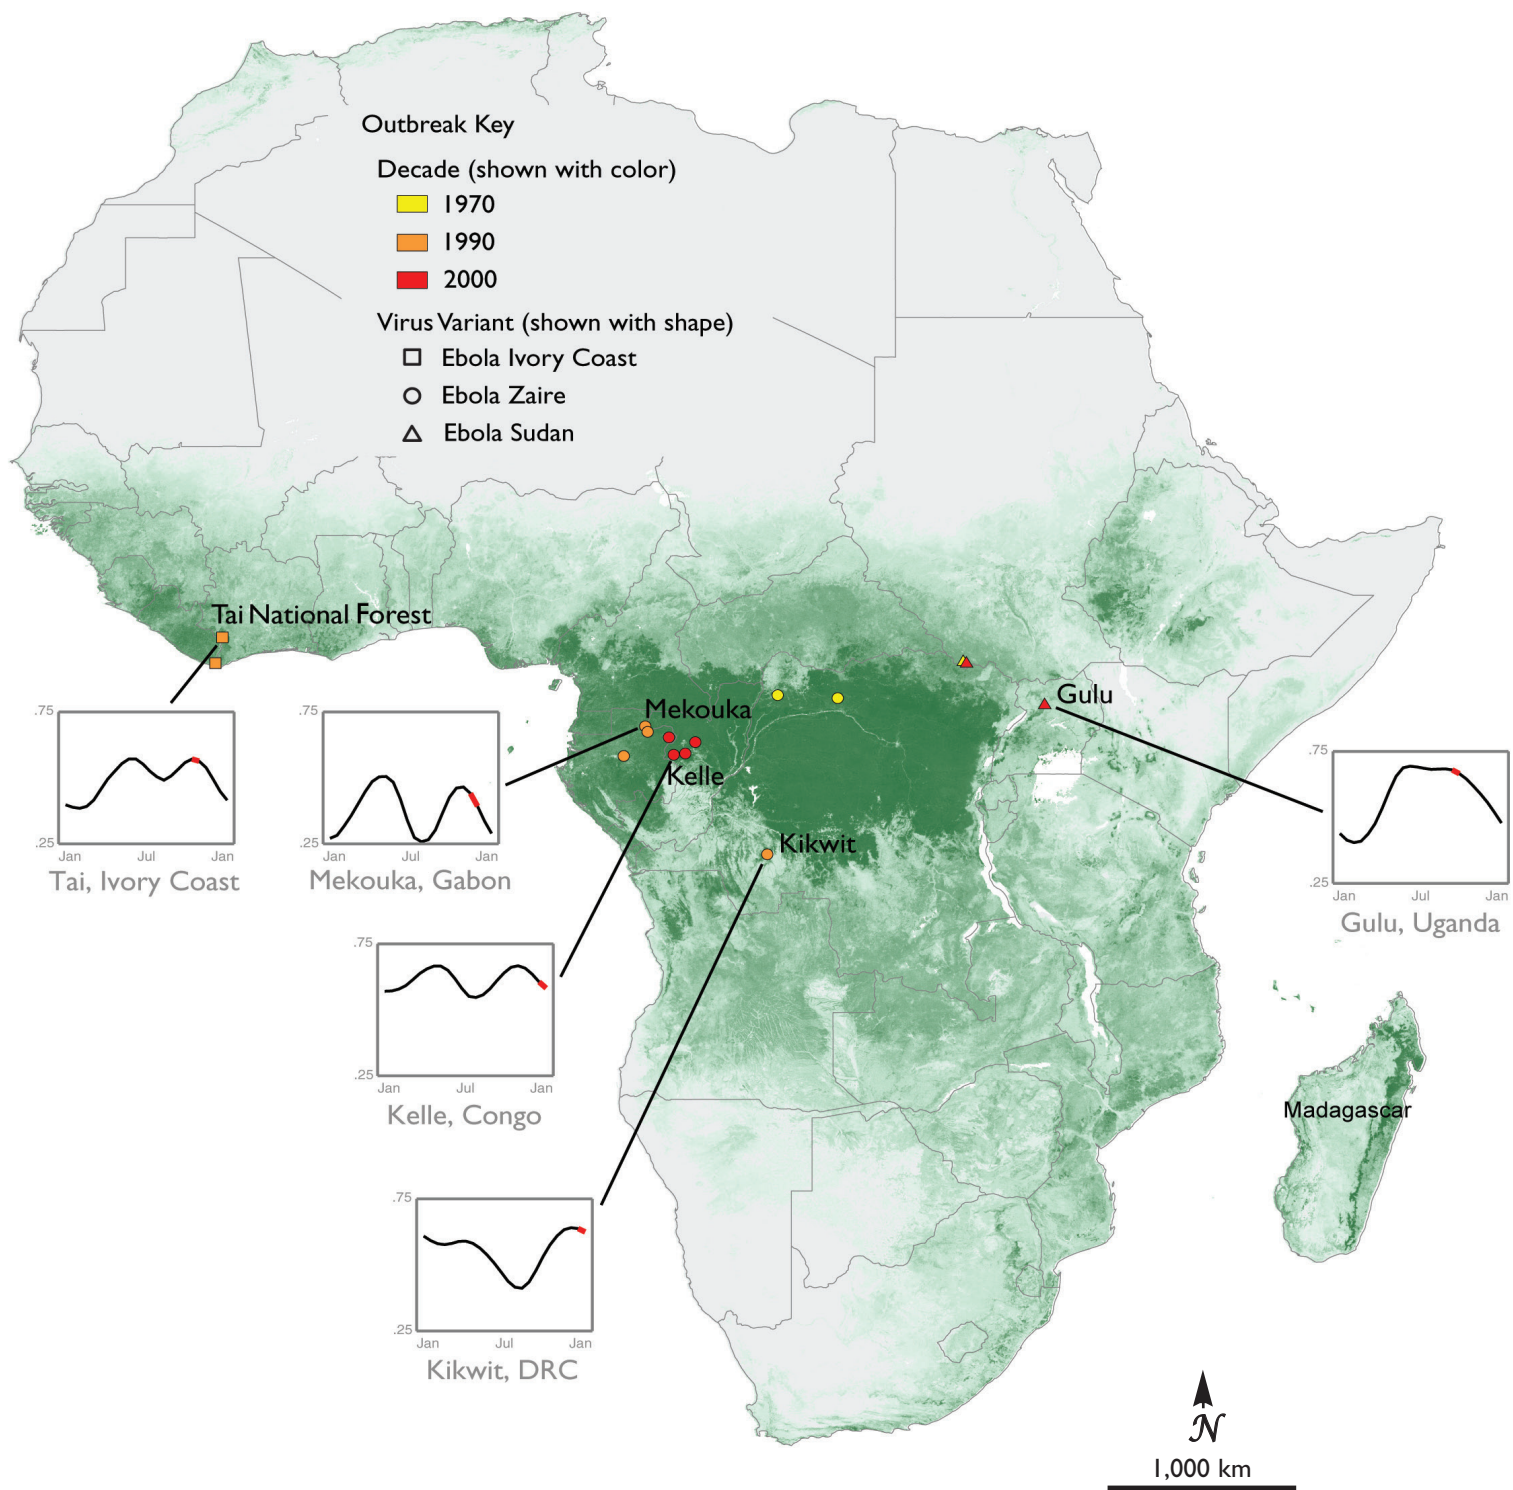 Outbreak Key
Decade (shown with color)
1970
1990
2000
Virus Variant (shown with shape)
Ebola Ivory Coast
Ebola Zaire
Ebola Sudan
Tai National Forest
Mekouka
Kelle
Kikwit
Gulu
.75
.25
Jan Jul Jan
Tai, Ivory Coast
.75
.25
Jan Jul Jan
Mekouka, Gabon
.75
.25
Jan Jul Jan
Gulu, Uganda
.75
.25
Jan Jul Jan
Kelle, Congo
Madagascar
.75
.25
Jan Jul Jan
Kikwit, DRC
N
1,000 km